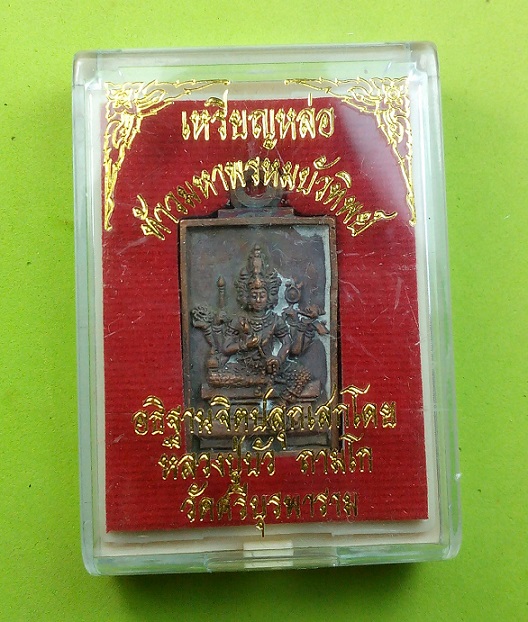 เหรียญหล่อ
ท้าวมหาพรหมบัวทิพย์
อธิฐานจิตปลุกเสกโดย
หลวงปู่บัว ถามโก
วัดศรีบุรพาราม